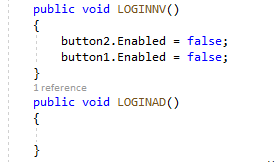 public void LOGINNV()
{
button2.Enabled = false;
button1.Enabled = false;
}
1 reference
public void LOGINAD()
{
}